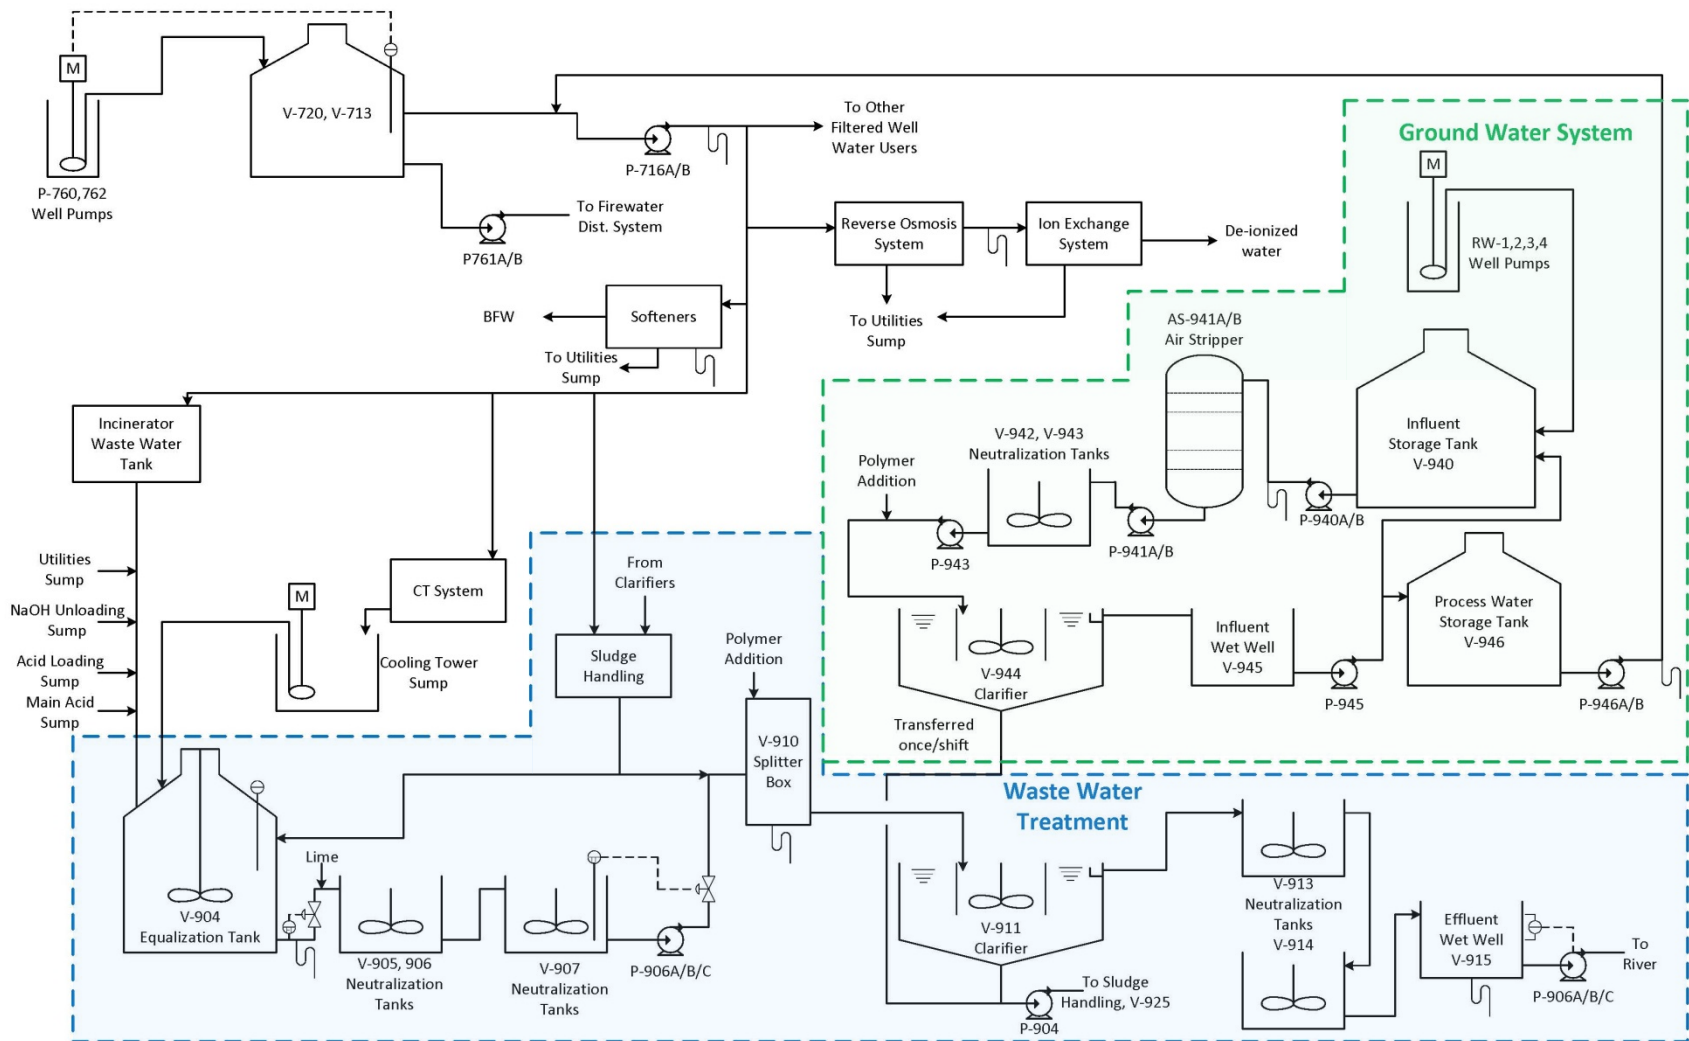 M
V-720, V-713
P-760,762
Well Pumps
P-716A/B
To Other
Filtered Well
Water Users
P761A/B
To Firewater
Dist. System
Reverse Osmosis
System
Ion Exchange
System
De-ionized
water
To Utilities
Sump
BFW
Softeners
To Utilities
Sump
Ground Water System
M
RW-1,2,3,4
Well Pumps
AS-941A/B
Air Stripper
Influent
Storage Tank
V-940
P-940A/B
V-942, V-943
Neutralization Tanks
P-941A/B
Polymer
Addition
P-943
V-944
Clarifier
Transferred
once/shift
Influent
Wet Well
V-945
P-945
Process Water
Storage Tank
V-946
P-946A/B
Incinerator
Waste Water
Tank
Utilities
Sump
NaOH Unloading
Sump
Acid Loading
Sump
Main Acid
Sump
M
CT System
Cooling Tower
Sump
From
Clarifiers
Sludge
Handling
Polymer
Addition
V-910
Splitter
Box
Waste Water
Treatment
V-904
Equalization Tank
Lime
V-905, 906
Neutralization
Tanks
V-907
Neutralization
Tanks
P-906A/B/C
V-911
Clarifier
To Sludge
Handling, V-925
P-904
V-913
Neutralization
Tanks
V-914
Effluent
Wet Well
V-915
To
River
P-906A/B/C